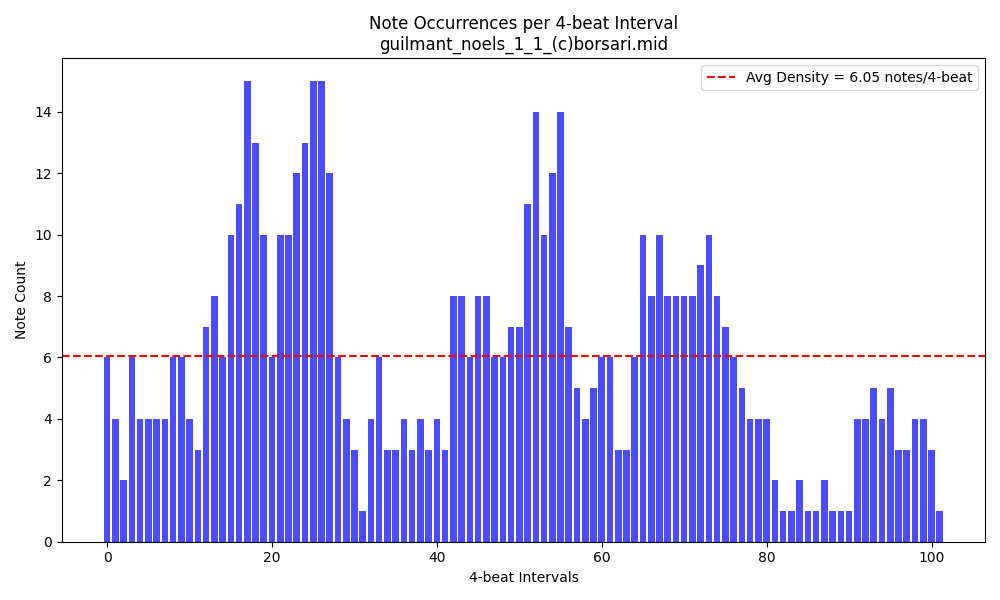 Note Occurrences per 4-beat Interval
guilmant_noels_1_1_(c)borsari.mid
Avg Density = 6.05 notes/4-beat
Note Count
14
12
10
8
6
4
2
0
0 20 40 60 80 100
4-beat Intervals